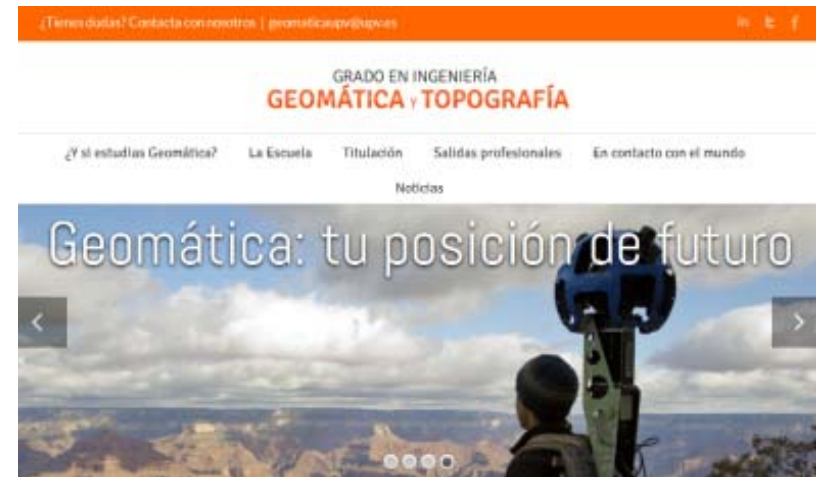 ¿Tienes dudas? Contacta con nosotros | geomaticaupv@upv.es
in t f
GRADO EN INGENIERÍA
GEOMÁTICA Y TOPOGRAFÍA
¿Y si estudias Geomática? La Escuela Titulación Salidas profesionales En contacto con el mundo
Noticias
Geomática: tu posición de futuro